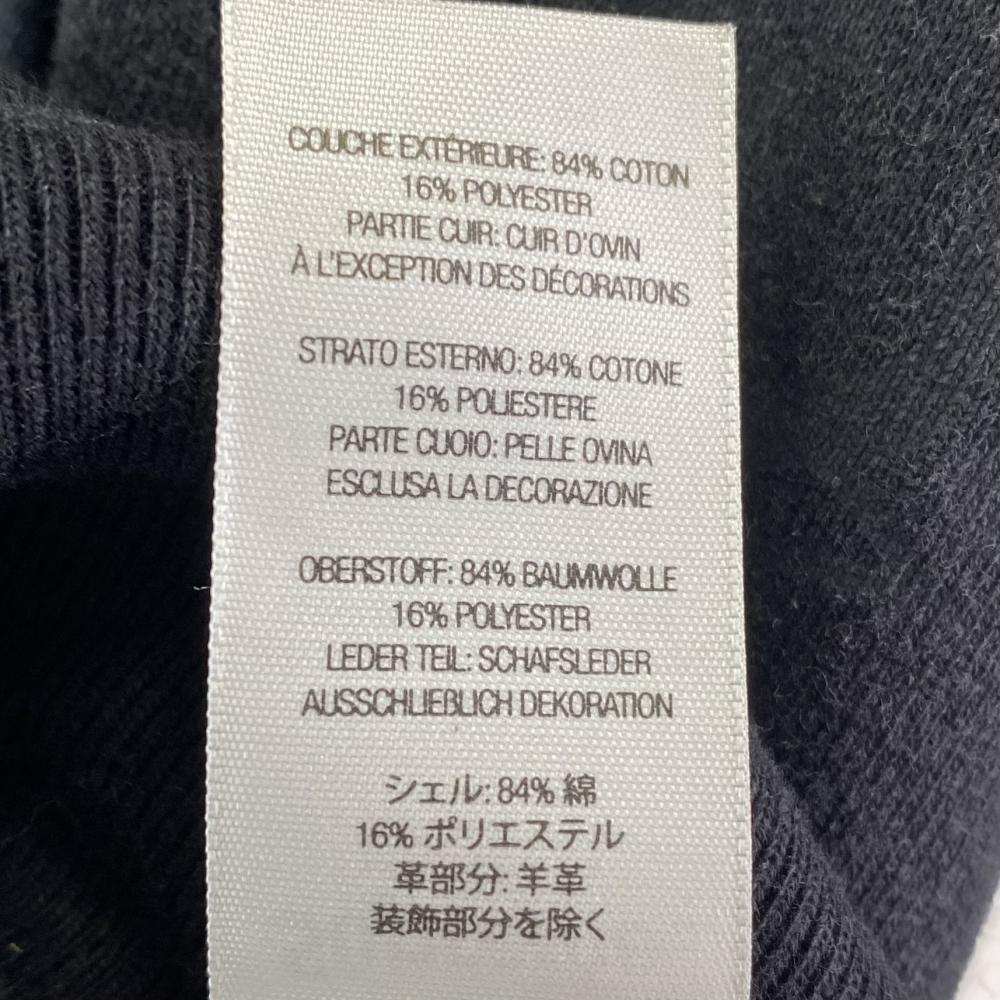 COUCHE EXTÉRIEURE: 84% COTON
16% POLYESTER
PARTIE CUIR: CUIR D'OVIN
À L'EXCEPTION DES DÉCORATIONS
STRATO ESTERNO: 84% COTONE
16% POLIESTERE
PARTE CUOIO: PELLE OVINA
ESCLUSA LA DECORAZIONE
OBERSTOFF: 84% BAUMWOLLE
16% POLYESTER
LEDER TEIL: SCHAFSLEDER
AUSSCHLIEßLICH DEKORATION
シェル: 84% 綿
16% ポリエステル
革部分: 羊革
装飾部分を除く